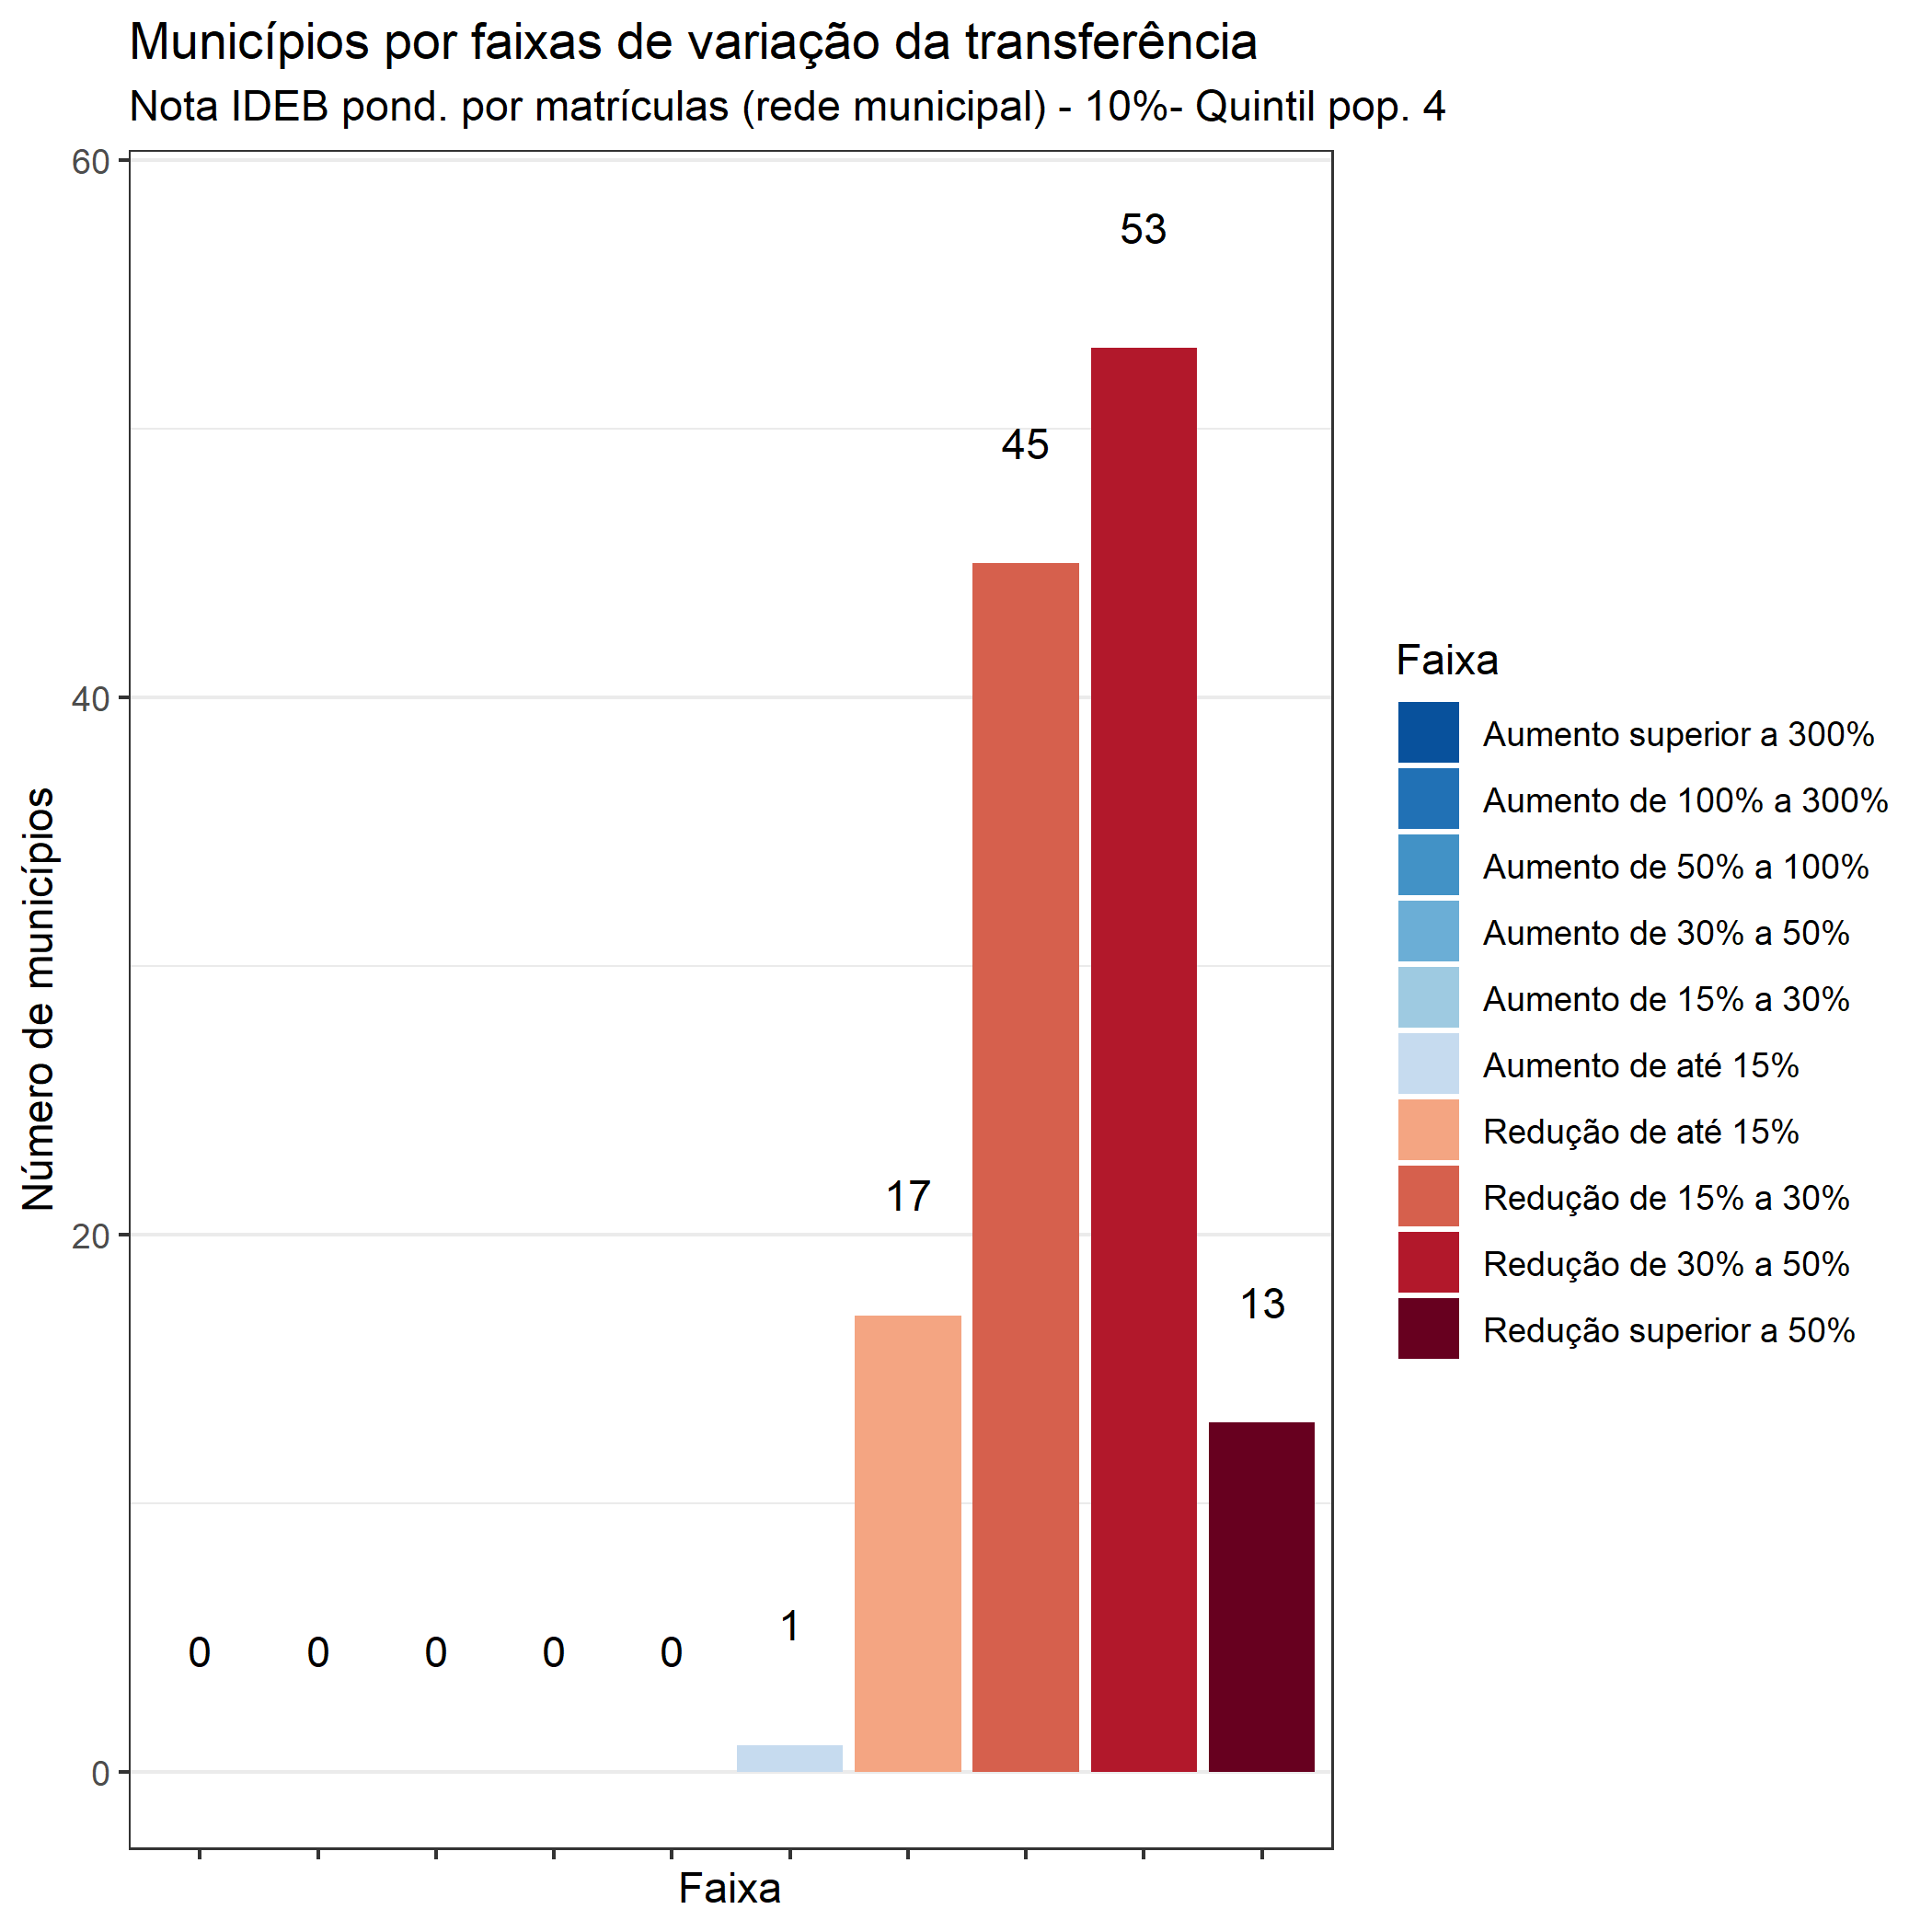 Municípios por faixas de variação da transferência
Nota IDEB pond. por matrículas (rede municipal) - 10%- Quintil pop. 4
60
40
20
0
Número de municípios
0
0
0
0
0
1
17
45
53
13
Faixa
Faixa
Aumento superior a 300%
Aumento de 100% a 300%
Aumento de 50% a 100%
Aumento de 30% a 50%
Aumento de 15% a 30%
Aumento de até 15%
Redução de até 15%
Redução de 15% a 30%
Redução de 30% a 50%
Redução superior a 50%